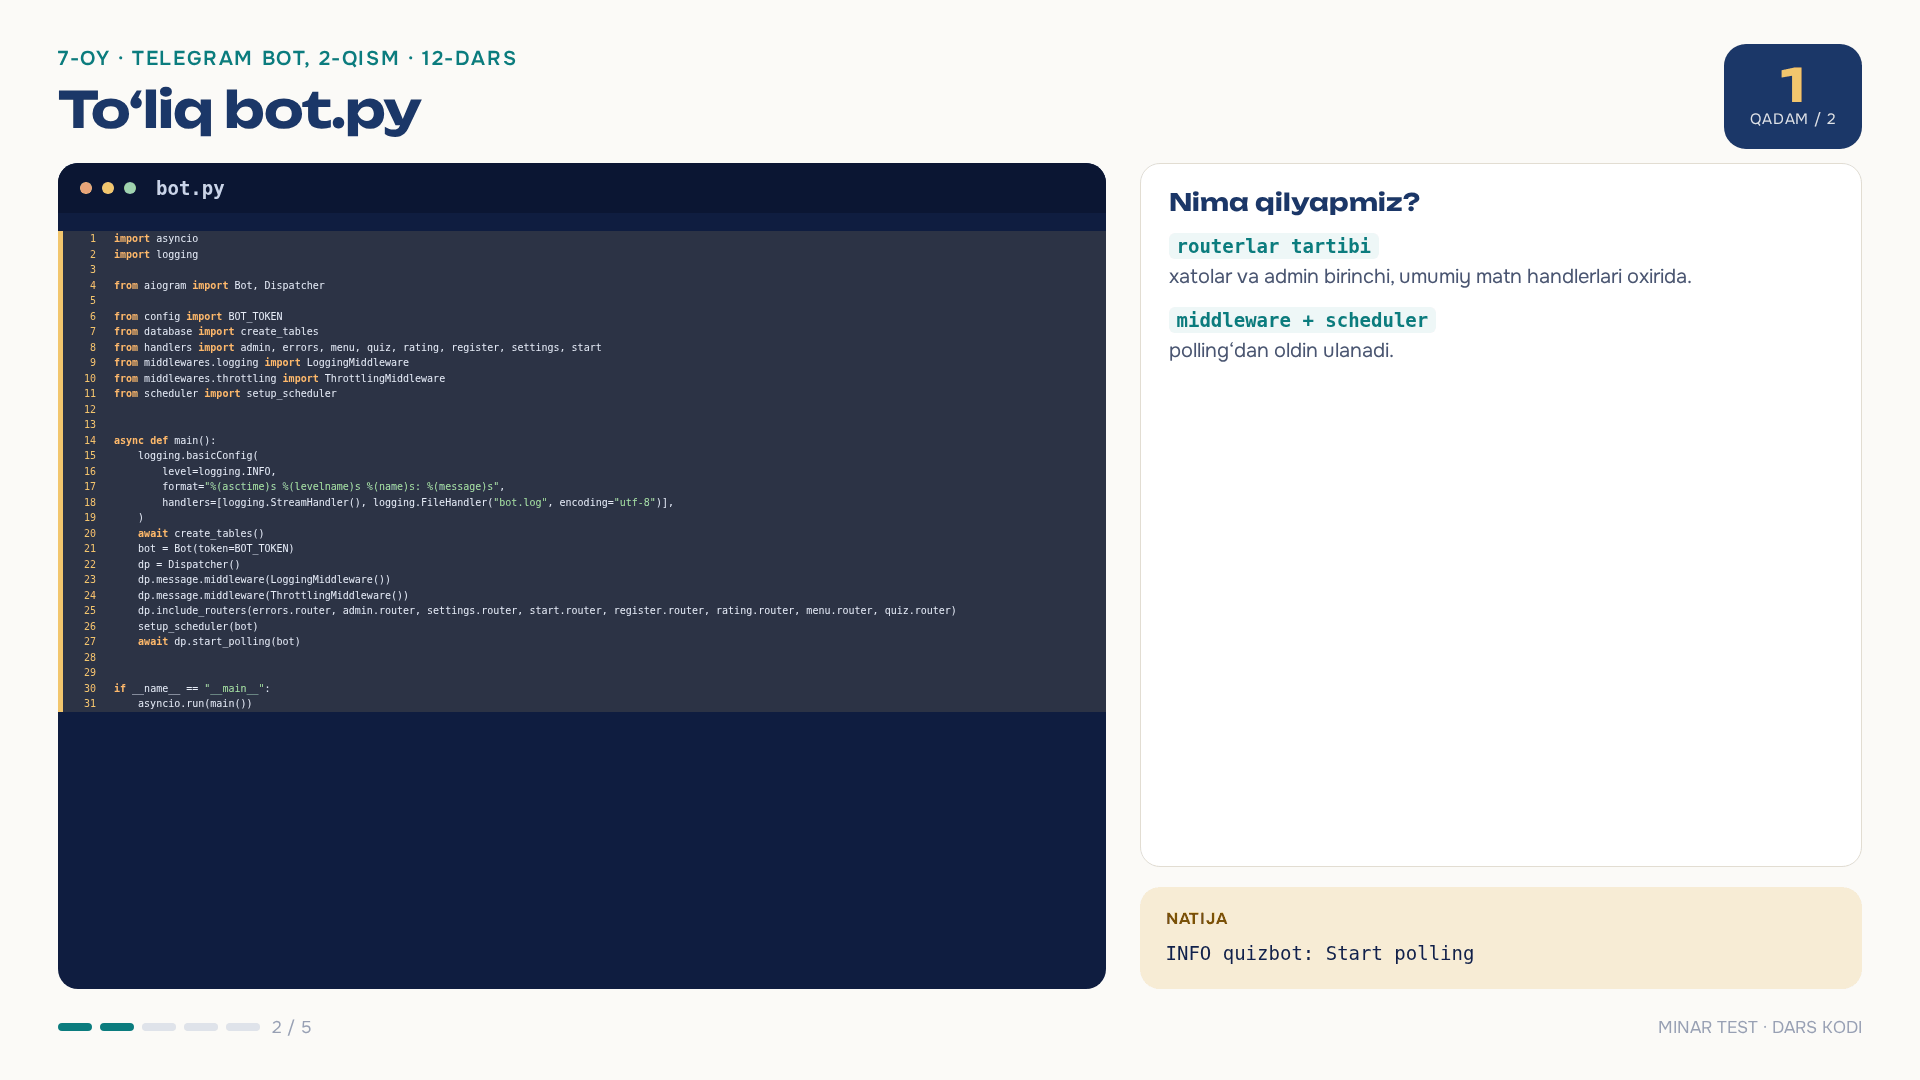 7-OY · TELEGRAM BOT, 2-QISM · 12-DARS
To‘liq bot.py
1
QADAM / 2
bot.py
1 import asyncio
2 import logging
3
4 from aiogram import Bot, Dispatcher
5
6 from config import BOT_TOKEN
7 from database import create_tables
8 from handlers import admin, errors, menu, quiz, rating, register, settings, start
9 from middlewares.logging import LoggingMiddleware
10 from middlewares.throttling import ThrottlingMiddleware
11 from scheduler import setup_scheduler
12
13
14 async def main():
15     logging.basicConfig(
16         level=logging.INFO,
17         format="%(asctime)s %(levelname)s %(name)s: %(message)s",
18         handlers=[logging.StreamHandler(), logging.FileHandler("bot.log", encoding="utf-8")],
19     )
20     await create_tables()
21     bot = Bot(token=BOT_TOKEN)
22     dp = Dispatcher()
23     dp.message.middleware(LoggingMiddleware())
24     dp.message.middleware(ThrottlingMiddleware())
25     dp.include_routers(errors.router, admin.router, settings.router, start.router, register.router, rating.router, menu.router, quiz.router)
26     setup_scheduler(bot)
27     await dp.start_polling(bot)
28
29
30 if __name__ == "__main__":
31     asyncio.run(main())
Nima qilyapmiz?
routerlar tartibi
xatolar va admin birinchi, umumiy matn handlerlari oxirida.
middleware + scheduler
polling‘dan oldin ulanadi.
NATIJA
INFO quizbot: Start polling
2 / 5
MINAR TEST · DARS KODI